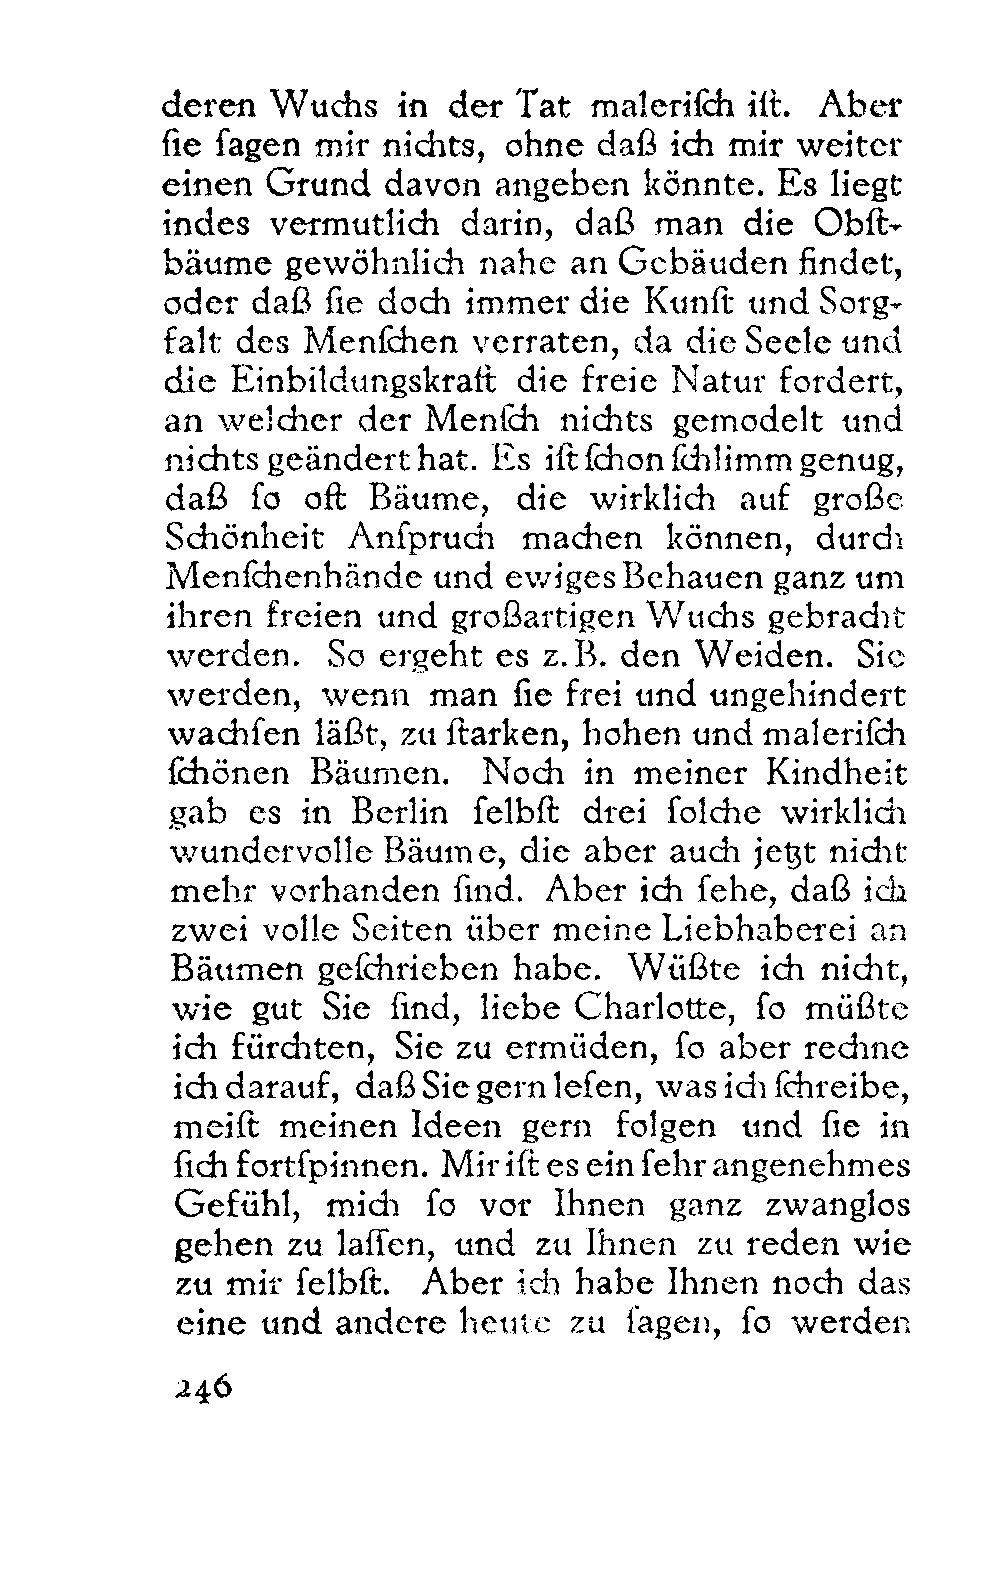 deren Wuchs in der Tat maleriſch iſt. Aber
ſie ſagen mir nichts, ohne daß ich mir weiter
einen Grund davon angeben könnte. Es liegt
indes vermutlich darin, daß man die Obſt-
bäume gewöhnlich nahe an Gebäuden findet,
oder daß ſie doch immer die Kunſt und Sorg-
falt des Menſchen verraten, da die Seele und
die Einbildungskraft die freie Natur fordert,
an welcher der Menſch nichts gemodelt und
nichts geändert hat. Es iſt ſchon ſchlimm genug,
daß ſo oft Bäume, die wirklich auf große
Schönheit Anſpruch machen können, durch
Menſchenhände und ewiges Behauen ganz um
ihren freien und großartigen Wuchs gebracht
werden. So ergeht es z.B. den Weiden. Sie
werden, wenn man ſie frei und ungehindert
wachſen läßt, zu ſtarken, hohen und maleriſch
ſchönen Bäumen. Noch in meiner Kindheit
gab es in Berlin ſelbſt drei ſolche wirklich
wundervolle Bäume, die aber auch jetzt nicht
mehr vorhanden ſind. Aber ich ſehe, daß ich
zwei volle Seiten über meine Liebhaberei an
Bäumen geſchrieben habe. Wüßte ich nicht,
wie gut Sie ſind, liebe Charlotte, ſo müßte
ich fürchten, Sie zu ermüden, ſo aber rechne
ich darauf, daß Sie gern leſen, was ich ſchreibe,
meiſt meinen Ideen gern folgen und ſie in
ſich fortſpinnen. Mir iſt es ein ſehr angenehmes
Gefühl, mich ſo vor Ihnen ganz zwanglos
gehen zu laſſen, und zu Ihnen zu reden wie
zu mir ſelbſt. Aber ich habe Ihnen noch das
eine und andere heute zu ſagen, ſo werden
246